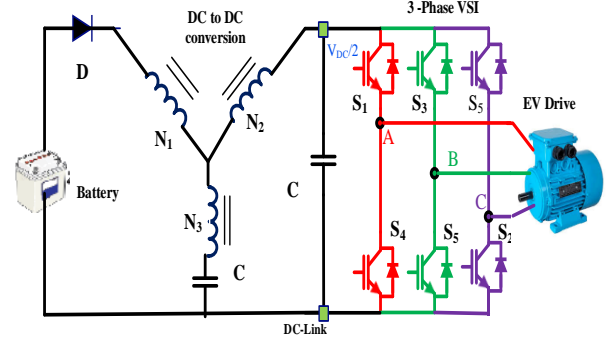 DC to DC
conversion
3 -Phase VSI
D
V_DC/2
S1
S3
S5
EV Drive
N1
N2
A
B
Battery
C
C
N3
S4
S5
S2
C
DC-Link